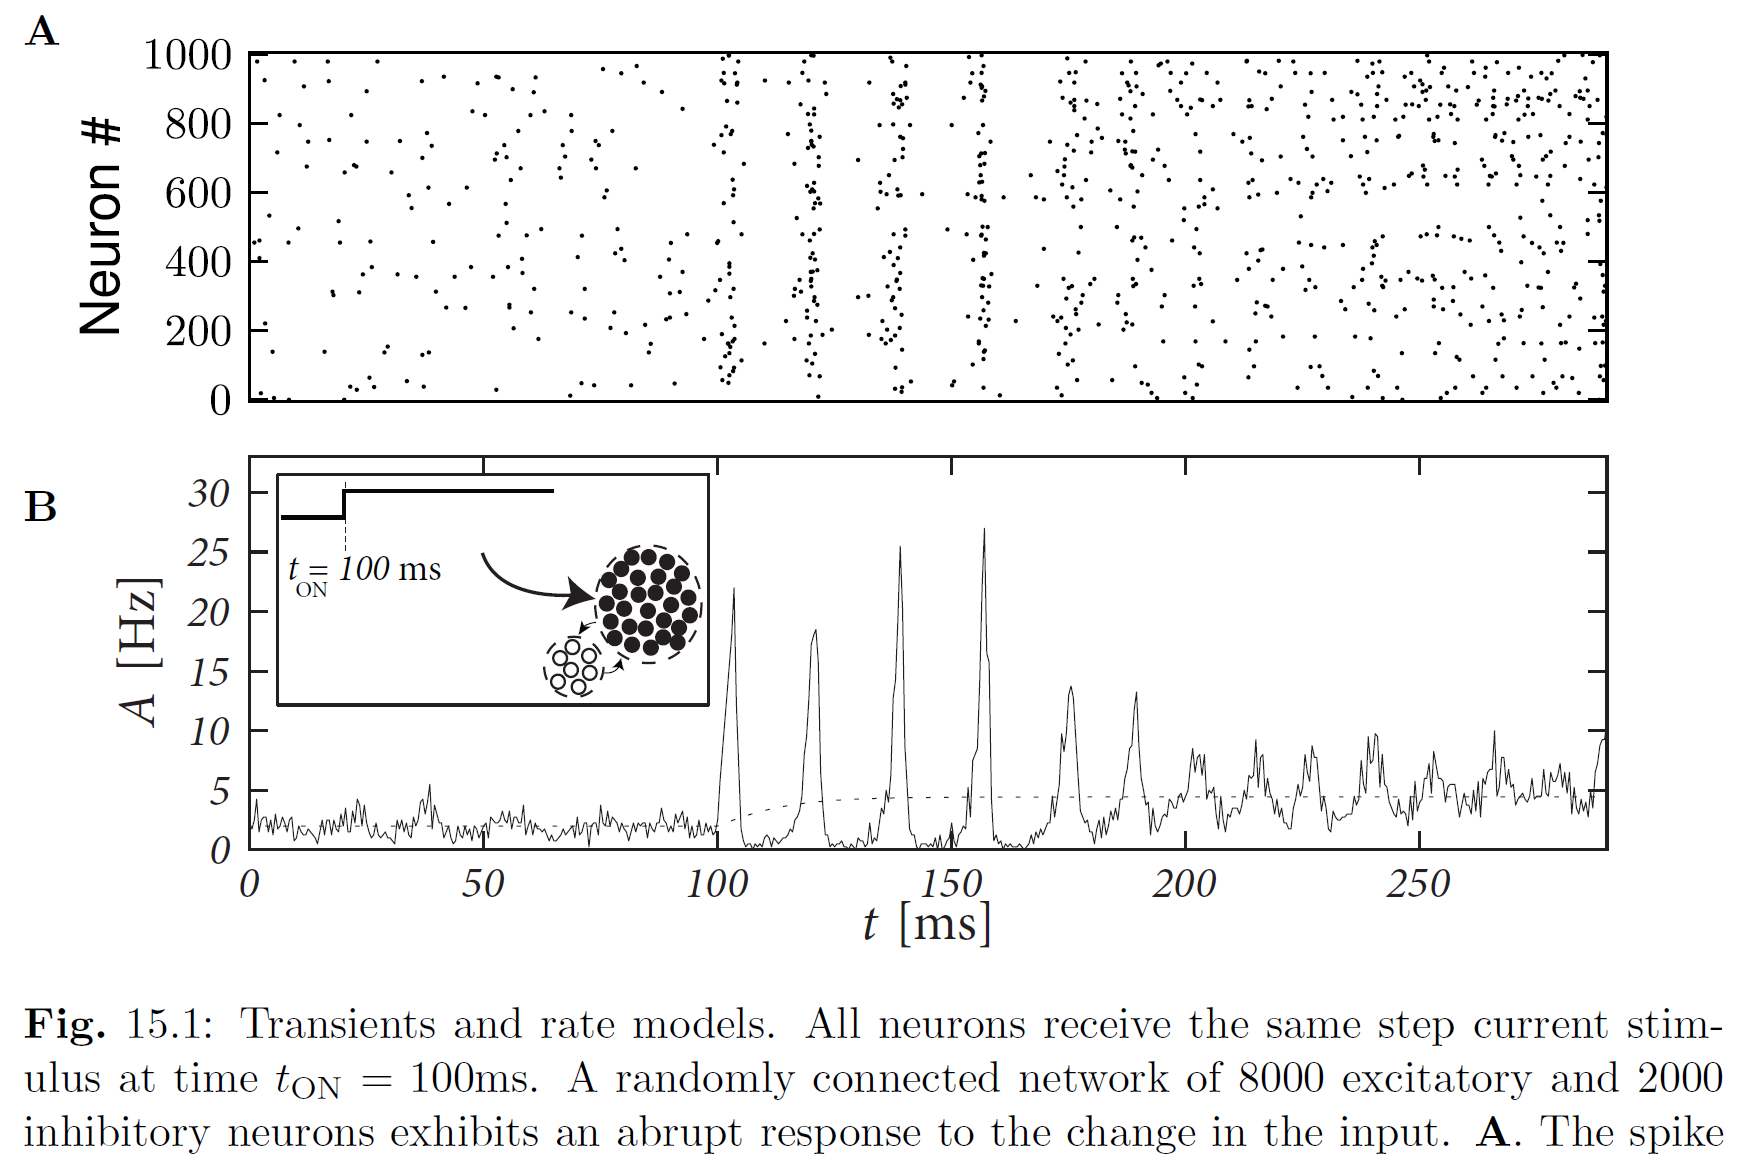 A
1000
800
600
400
200
0
Neuron #
B
30
25
20
15
10
5
0
A [Hz]
tON = 100 ms
0 50 100 150 200 250
t [ms]
Fig. 15.1: Transients and rate models. All neurons receive the same step current stim-
ulus at time tON = 100ms. A randomly connected network of 8000 excitatory and 2000
inhibitory neurons exhibits an abrupt response to the change in the input. A. The spike